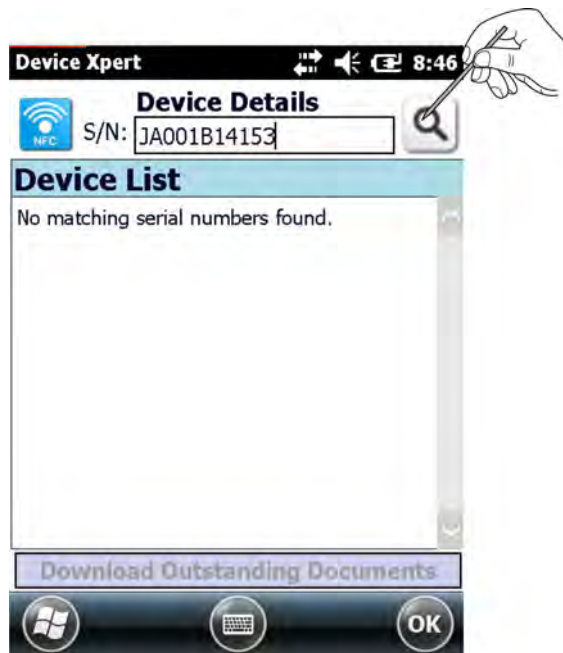 Device Xpert 8:46
Device Details
NFC S/N: JA001B14153
Device List
No matching serial numbers found.
Download Outstanding Documents
OK